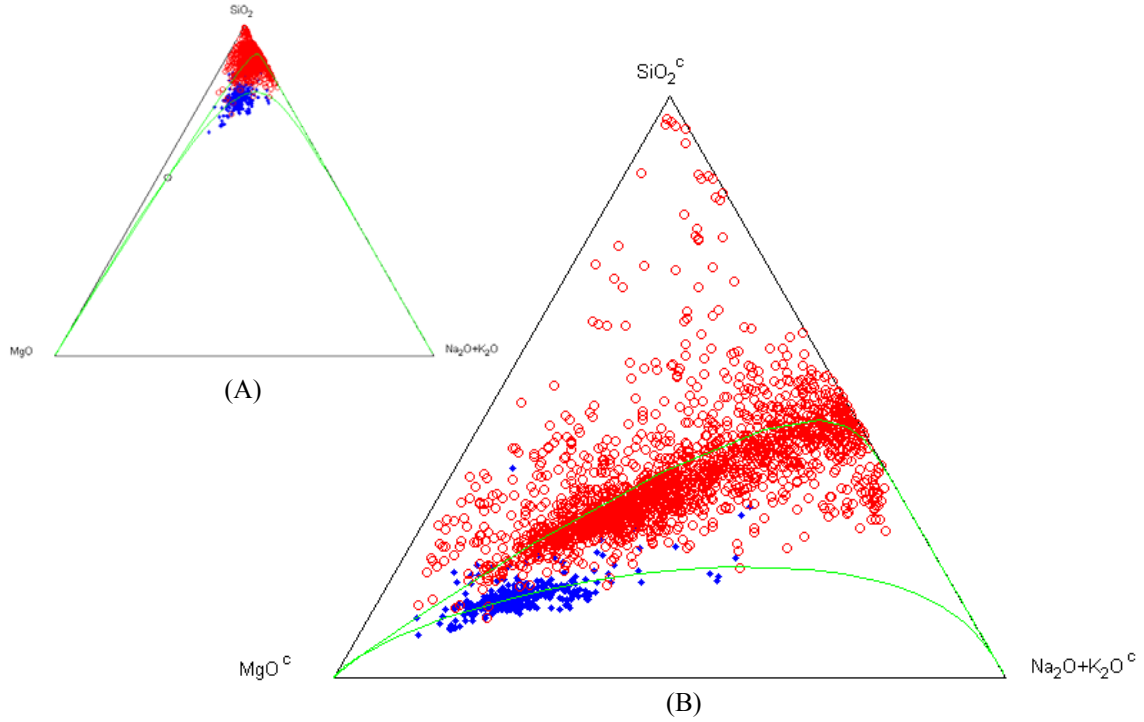 SiO₂
MgO
Na₂O+K₂O
(A)
SiO₂ᶜ
MgOᶜ
Na₂O+K₂Oᶜ
(B)